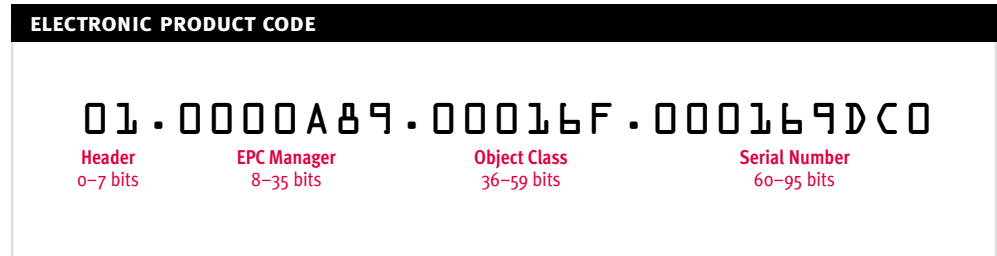 ELECTRONIC PRODUCT CODE
01.0000A89.00016F.000169DC0
Header EPC Manager Object Class Serial Number
0–7 bits 8–35 bits 36–59 bits 60–95 bits